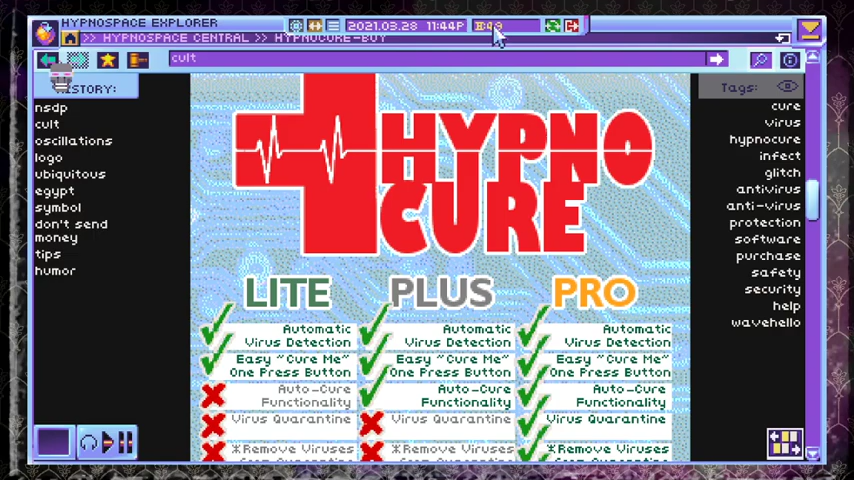 HYPNOSPACE EXPLORER
2021.03.28 11:44P
>> HYPNOSPACE CENTRAL >> HYPNOCURE-BUY
cult
HISTORY:
nsdp
cult
oscillations
logo
ubiquitous
egypt
symbol
don't send
money
tips
humor
HYPNO
CURE
LITE PLUS PRO
Automatic Automatic Automatic
Virus Detection Virus Detection Virus Detection
Easy "Cure Me" Easy "Cure Me" Easy "Cure Me"
One Press Button One Press Button One Press Button
Auto-Cure Auto-Cure Auto-Cure
Functionality Functionality Functionality
Virus Quarantine Virus Quarantine Virus Quarantine
*Remove Viruses *Remove Viruses *Remove Viruses
Tags:
cure
virus
hypnocure
infect
glitch
antivirus
anti-virus
protection
software
purchase
safety
security
help
wavehello